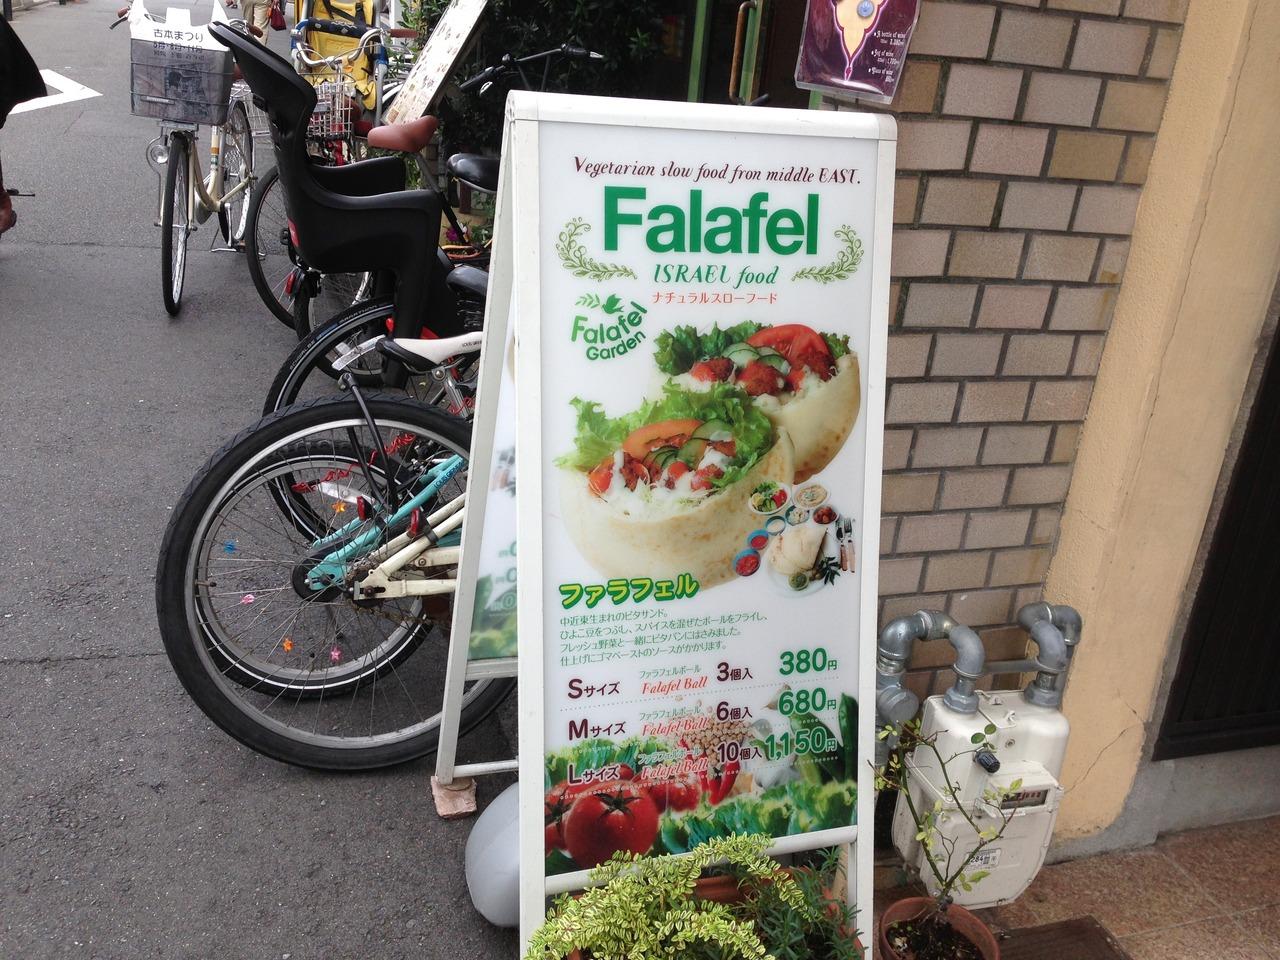 古本まつり
Vegetarian slow food fron middle EAST.
Falafel
ISRAEL food
ナチュラルスローフード
Falafel
Garden
ファラフェル
中近東生まれのピタサンド。
ひよこ豆をつぶし、スパイスを混ぜたボールをフライし、
フレッシュ野菜と一緒にピタパンにはさみました。
仕上げにゴマペーストのソースがかかります。
Sサイズ ファラフェルボール Falafel Ball 3個入 380円
Mサイズ ファラフェルボール Falafel Ball 6個入 680円
Lサイズ ファラフェルボール Falafel Ball 10個入 1,150円